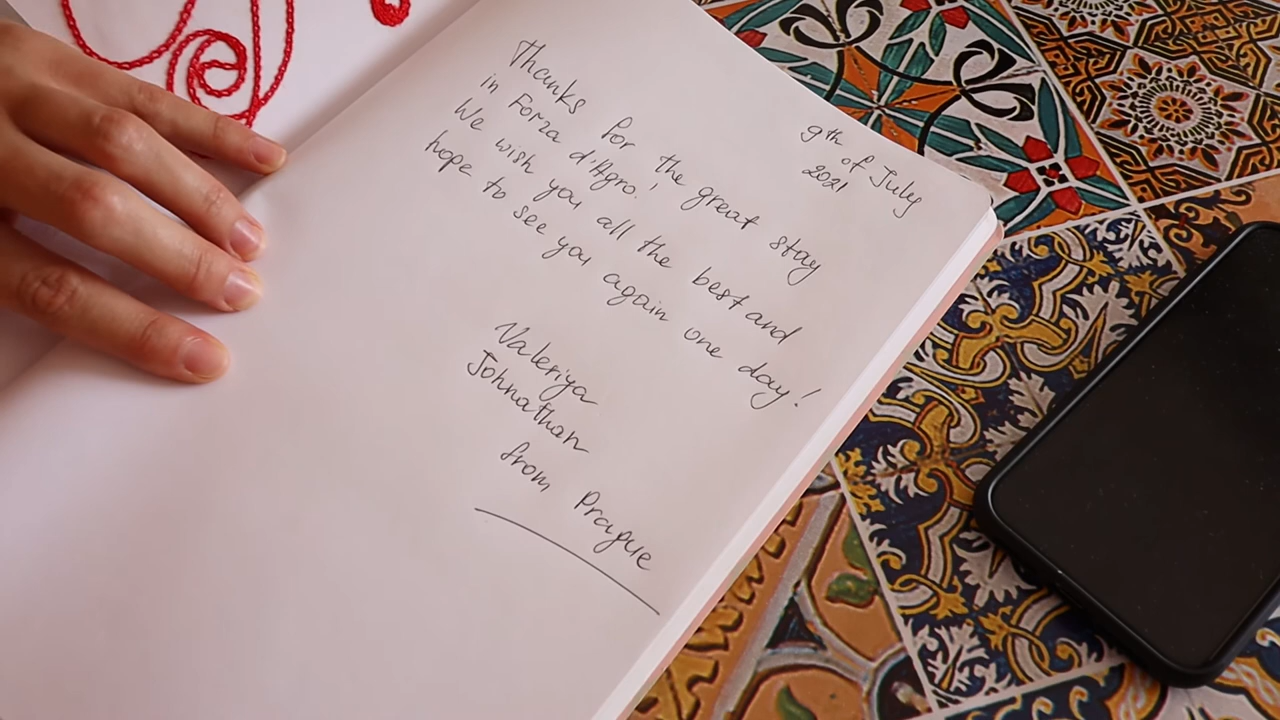 9th of July
2021
Thanks for the great stay
in Forza d'Agro!
We wish you all the best and
hope to see you again one day!
Valeriya
Johnathan
from Prague